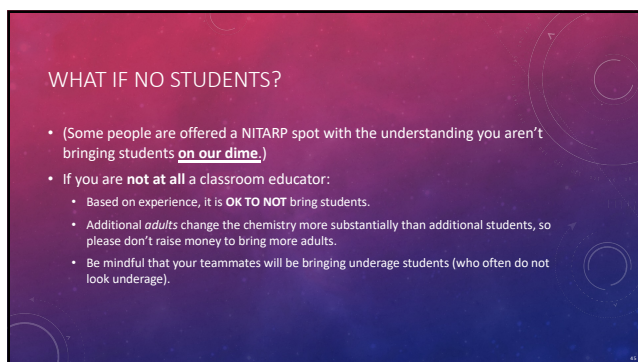 WHAT IF NO STUDENTS?
• (Some people are offered a NITARP spot with the understanding you aren't
bringing students on our dime.)
• If you are not at all a classroom educator:
• Based on experience, it is OK TO NOT bring students.
• Additional adults change the chemistry more substantially than additional students, so
please don't raise money to bring more adults.
• Be mindful that your teammates will be bringing underage students (who often do not
look underage).